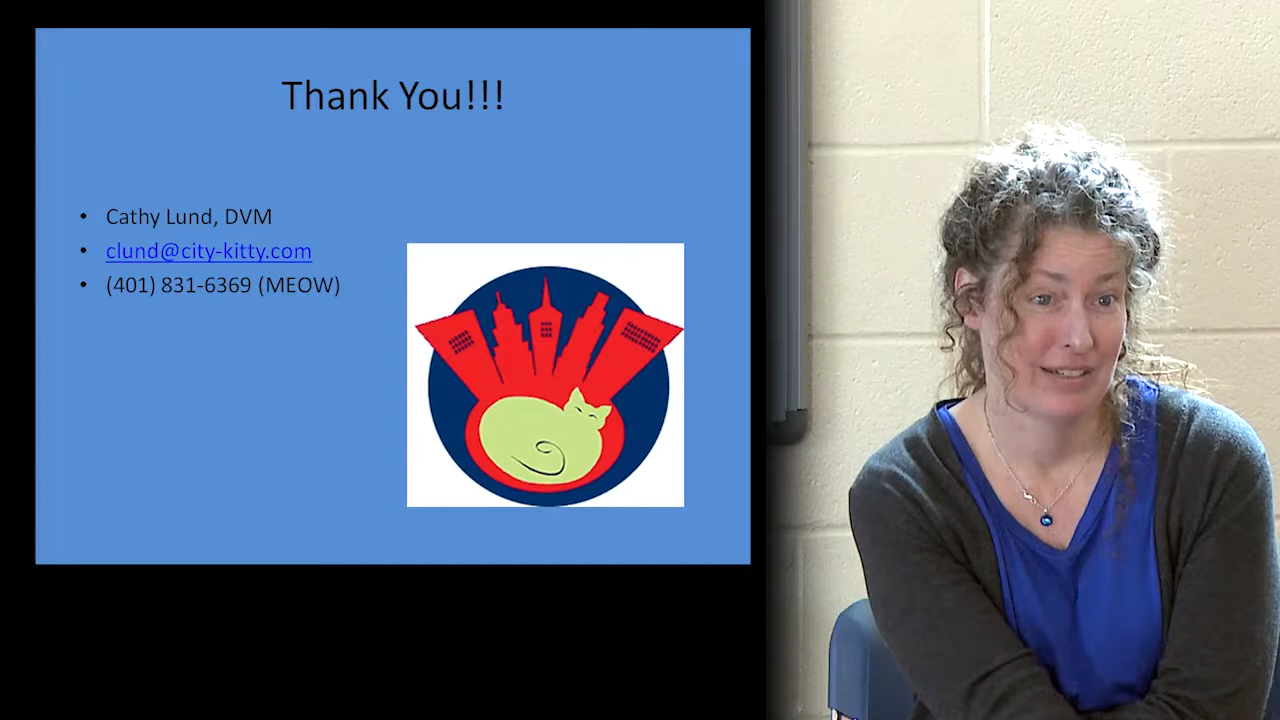 Thank You!!!
• Cathy Lund, DVM
• clund@city-kitty.com
• (401) 831-6369 (MEOW)